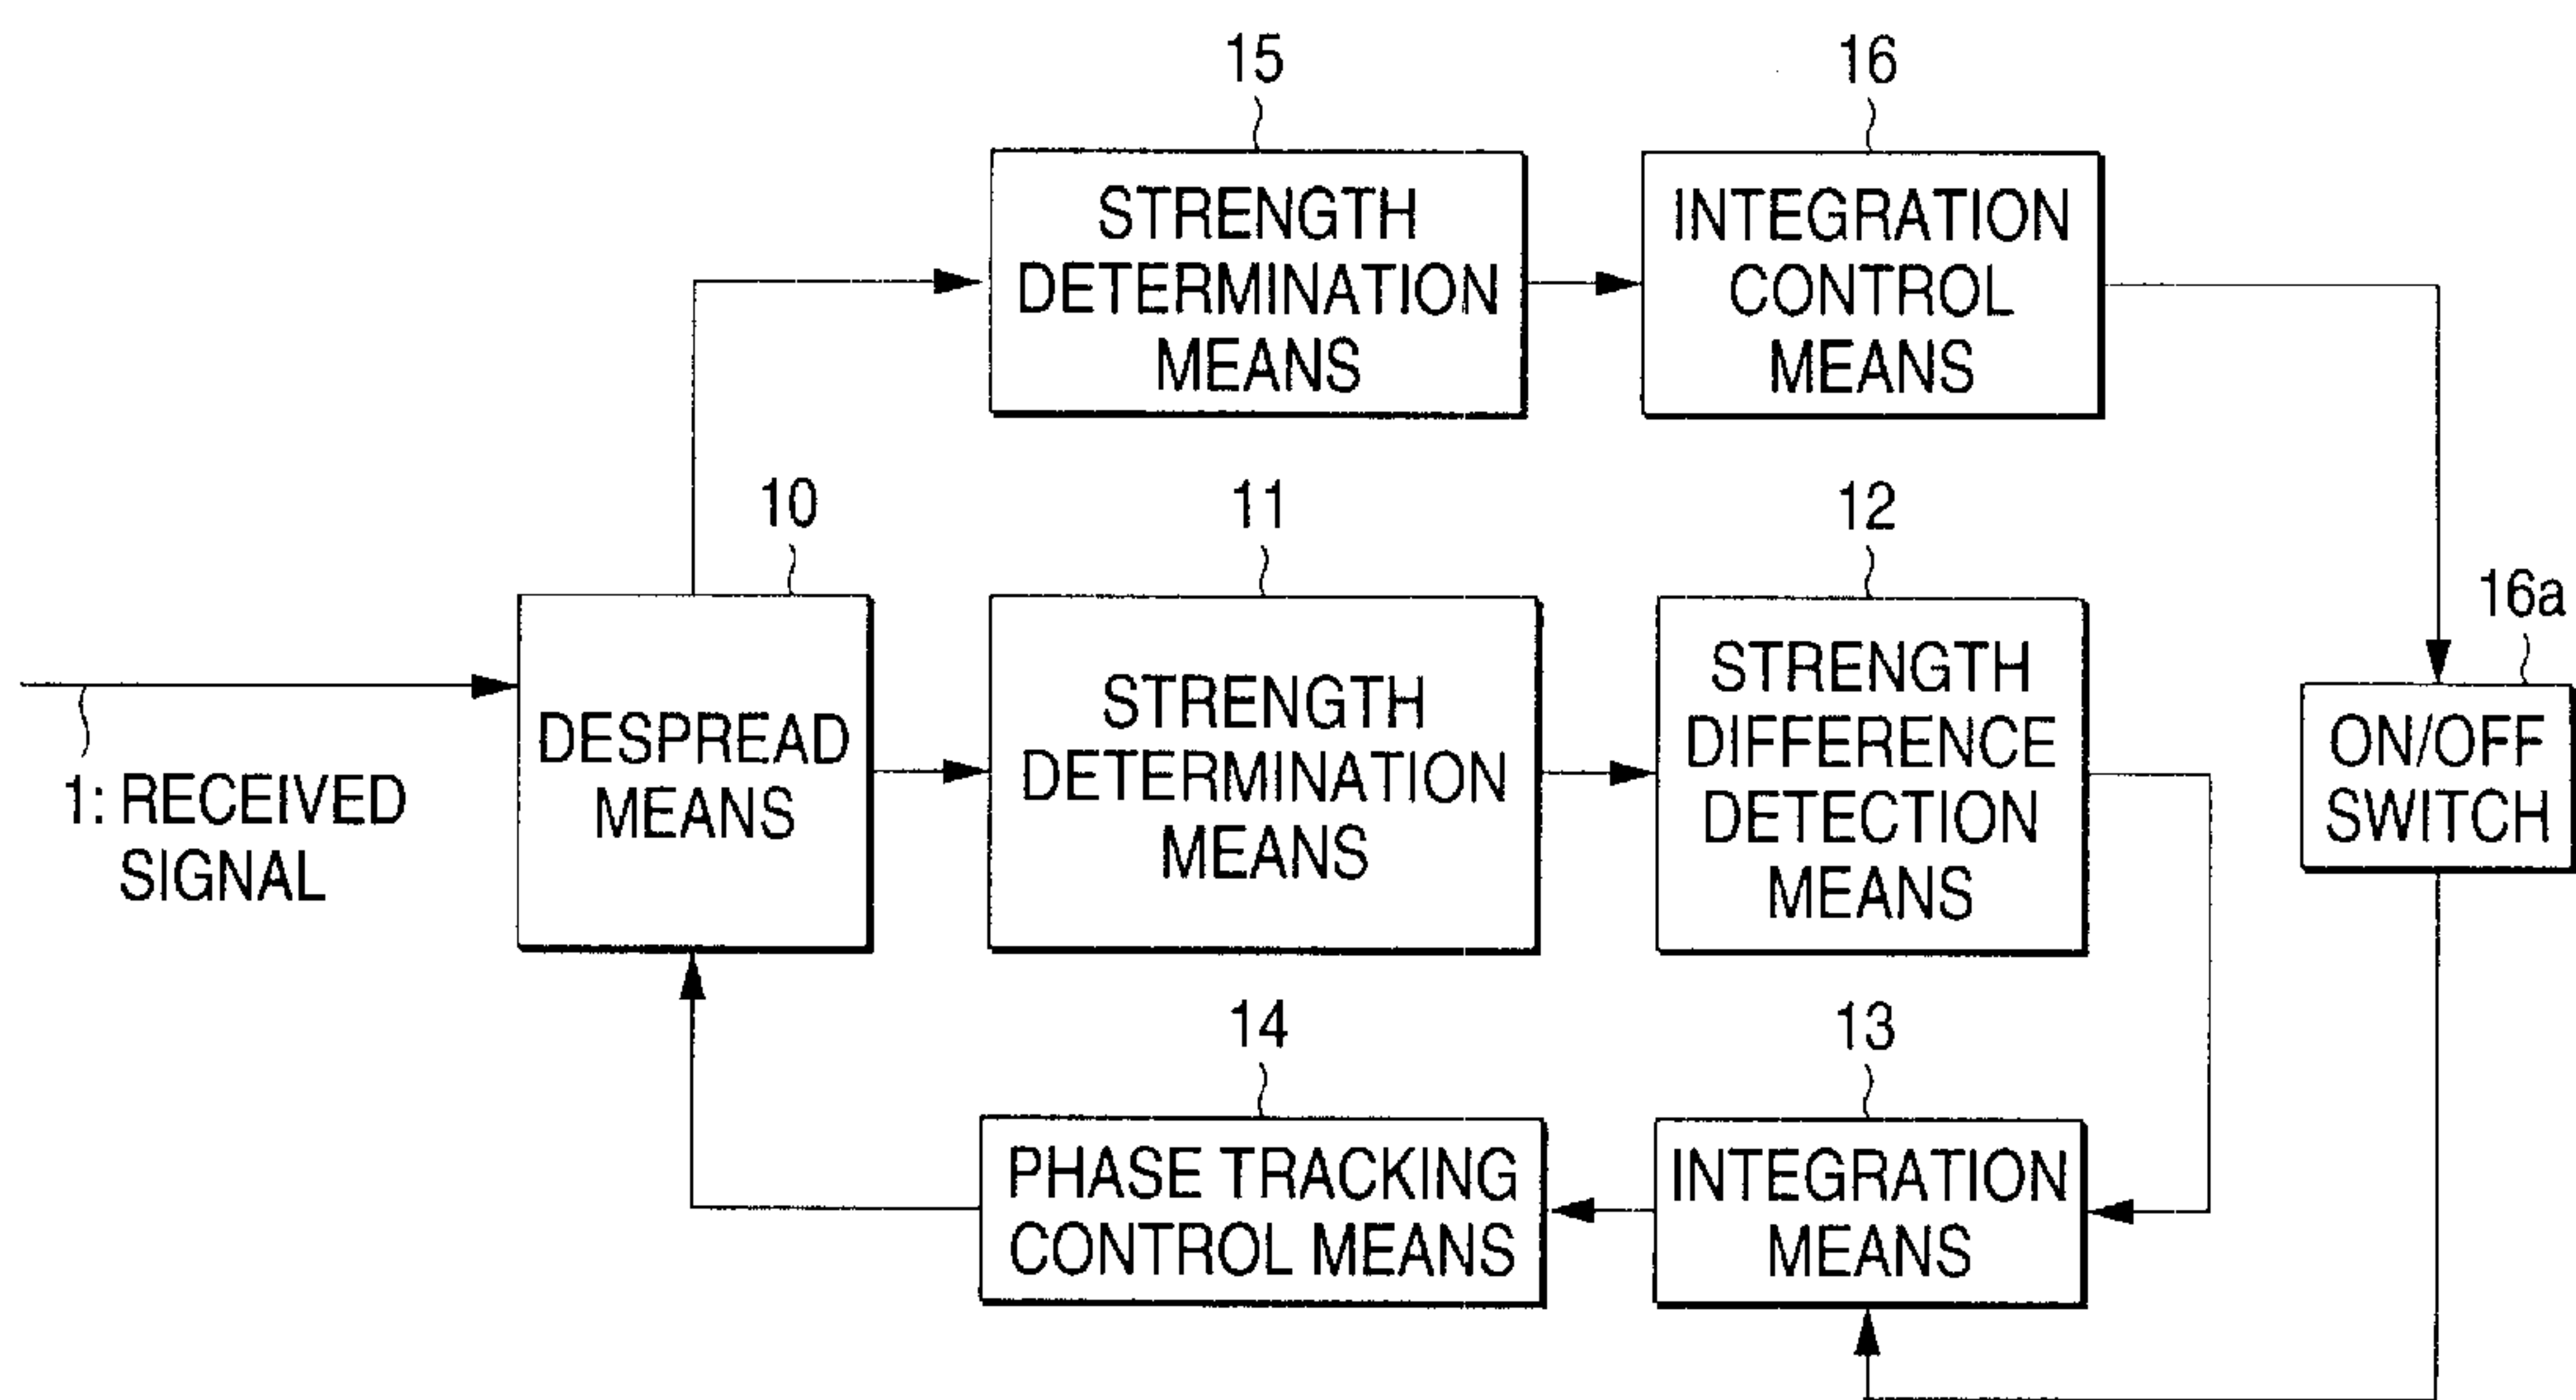 15
16
STRENGTH
DETERMINATION
MEANS
INTEGRATION
CONTROL
MEANS
10
11
12
16a
1: RECEIVED
SIGNAL
DESPREAD
MEANS
STRENGTH
DETERMINATION
MEANS
STRENGTH
DIFFERENCE
DETECTION
MEANS
ON/OFF
SWITCH
14
13
PHASE TRACKING
CONTROL MEANS
INTEGRATION
MEANS